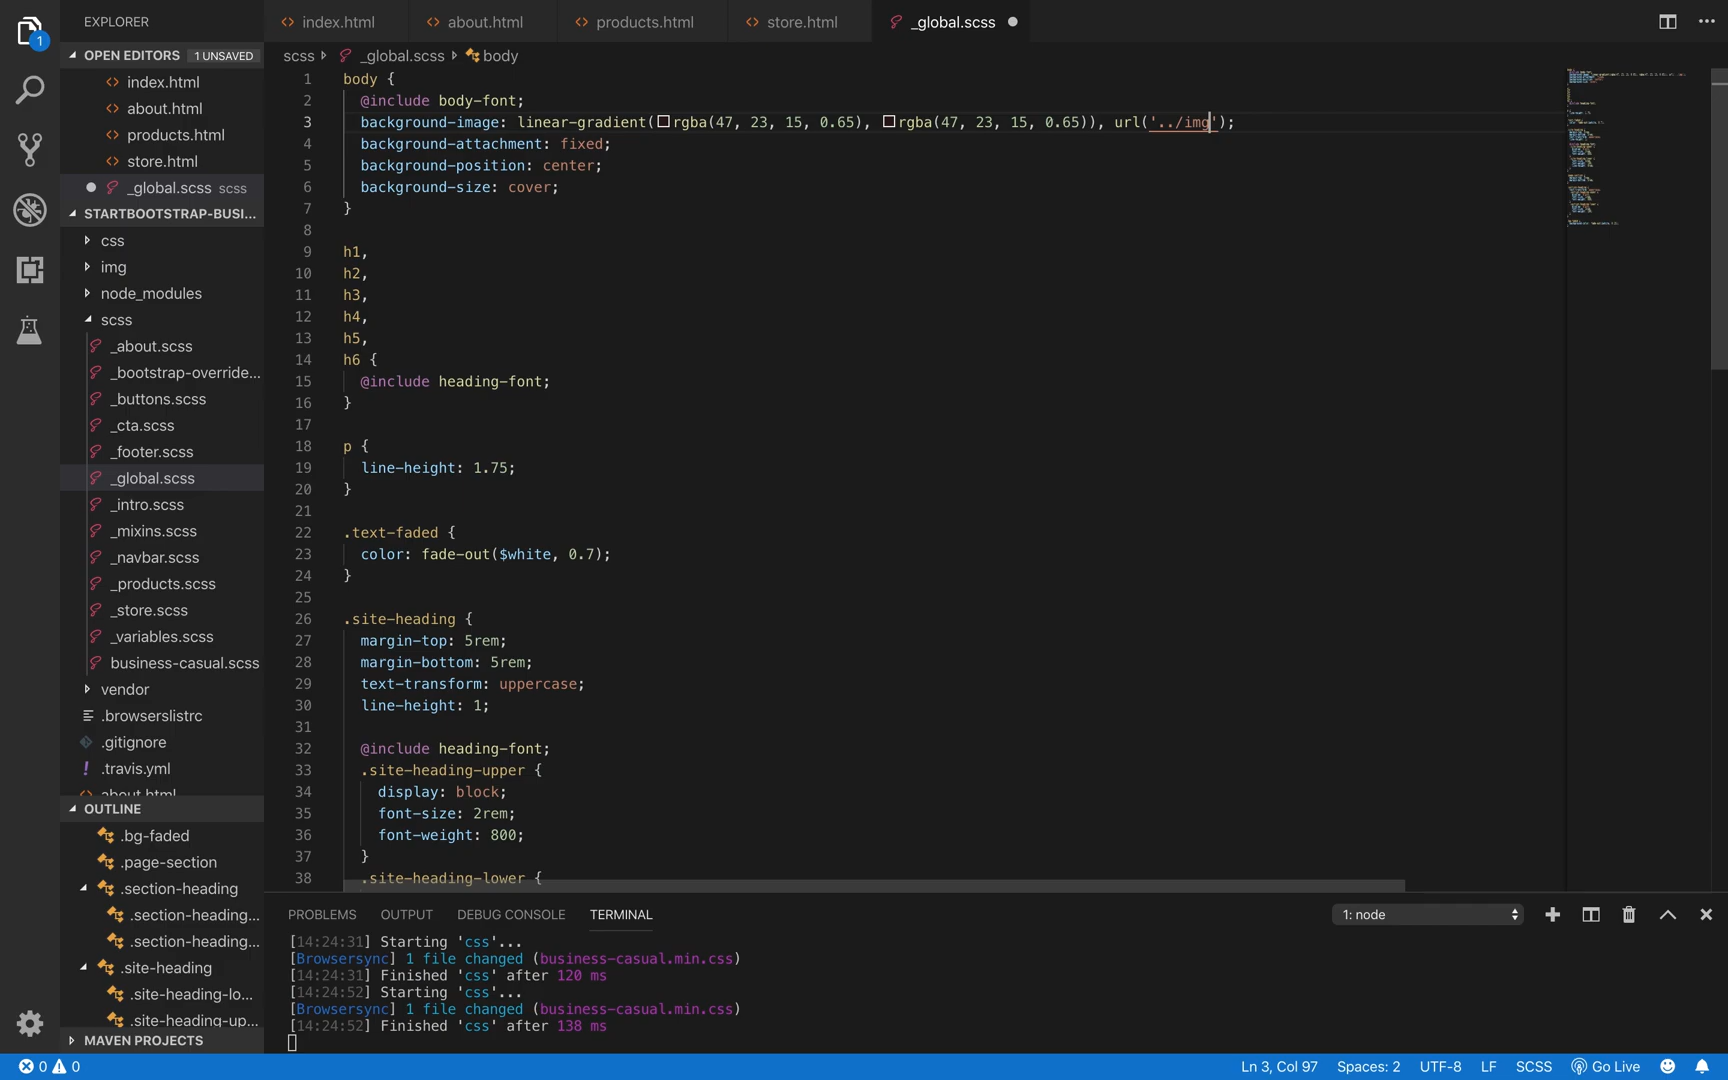 1
EXPLORER
OPEN EDITORS 1 UNSAVED
index.html
about.html
products.html
store.html
_global.scss scss
STARTBOOTSTRAP-BUSI...
css
img
node_modules
scss
_about.scss
_bootstrap-override...
_buttons.scss
_cta.scss
_footer.scss
_global.scss
_intro.scss
_mixins.scss
_navbar.scss
_products.scss
_store.scss
_variables.scss
business-casual.scss
vendor
.browserslistrc
.gitignore
.travis.yml
about.html
OUTLINE
.bg-faded
.page-section
.section-heading
.section-heading...
.section-heading...
.site-heading
.site-heading-lo...
.site-heading-up...
MAVEN PROJECTS
index.html about.html products.html store.html _global.scss
scss _global.scss body
1 body {
2 @include body-font;
3 background-image: linear-gradient(rgba(47, 23, 15, 0.65), rgba(47, 23, 15, 0.65)), url('../img');
4 background-attachment: fixed;
5 background-position: center;
6 background-size: cover;
7 }
8
9 h1,
10 h2,
11 h3,
12 h4,
13 h5,
14 h6 {
15 @include heading-font;
16 }
17
18 p {
19 line-height: 1.75;
20 }
21
22 .text-faded {
23 color: fade-out($white, 0.7);
24 }
25
26 .site-heading {
27 margin-top: 5rem;
28 margin-bottom: 5rem;
29 text-transform: uppercase;
30 line-height: 1;
31
32 @include heading-font;
33 .site-heading-upper {
34 display: block;
35 font-size: 2rem;
36 font-weight: 800;
37 }
38 .site-heading-lower {
PROBLEMS OUTPUT DEBUG CONSOLE TERMINAL 1: node
[14:24:31] Starting 'css'...
[Browsersync] 1 file changed (business-casual.min.css)
[14:24:31] Finished 'css' after 120 ms
[14:24:52] Starting 'css'...
[Browsersync] 1 file changed (business-casual.min.css)
[14:24:52] Finished 'css' after 138 ms
0 0 Ln 3, Col 97 Spaces: 2 UTF-8 LF SCSS Go Live